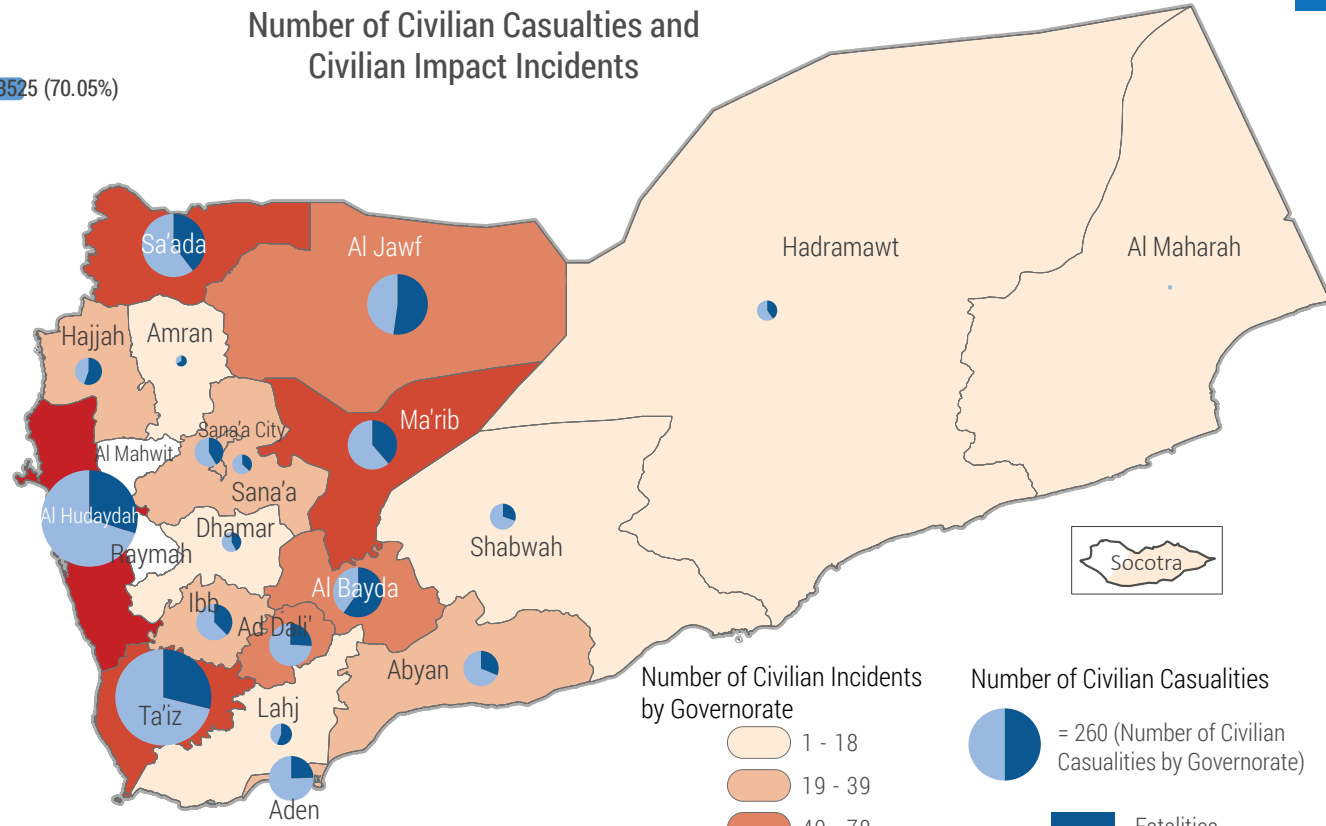 Number of Civilian Casualties and
Civilian Impact Incidents
3525 (70.05%)
Sa'ada
Al Jawf
Hadramawt
Al Maharah
Hajjah
Amran
Ma'rib
Sana'a City
Al Mahwit
Sana'a
Al Hudaydah
Dhamar
Raymah
Shabwah
Socotra
Al Bayda
Ibb
Ad Dali'
Abyan
Ta'iz
Lahj
Aden
Number of Civilian Incidents
by Governorate
1 - 18
19 - 39
40 - 78
Number of Civilian Casualities
= 260 (Number of Civilian
Casualities by Governorate)
Fatalities